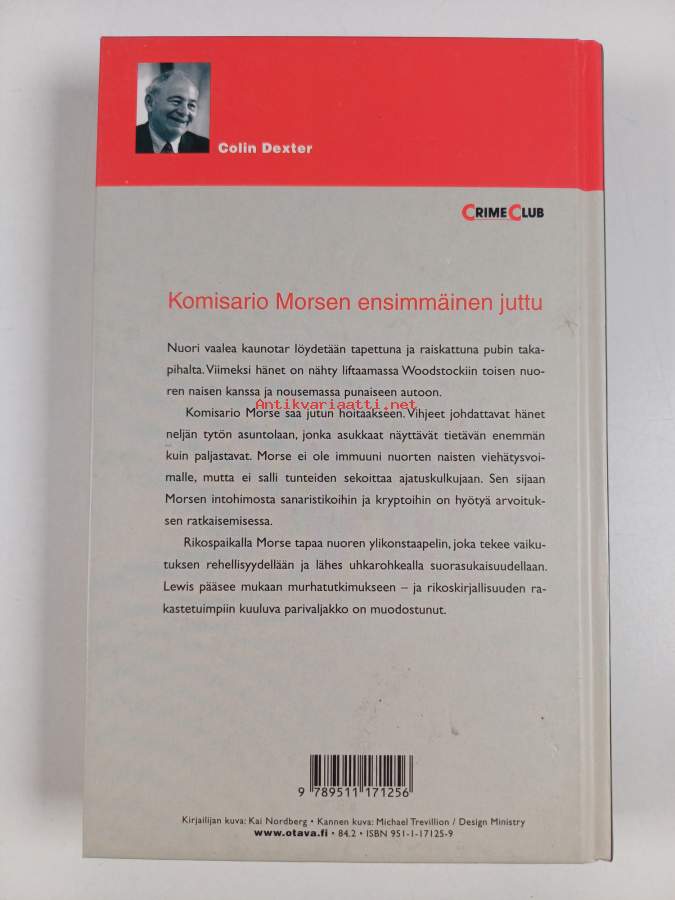 Colin Dexter
CRIME CLUB
Komisario Morsen ensimmäinen juttu
Nuori vaalea kaunotar löydetään tapettuna ja raiskattuna pubin taka-
pihalta. Viimeksi hänet on nähty liftaamassa Woodstockiin toisen nuo-
ren naisen kanssa ja nousemassa punaiseen autoon.
Antikvariaatti.net
Komisario Morse saa jutun hoitaakseen. Vihjeet johdattavat hänet
neljän tytön asuntolaan, jonka asukkaat näyttävät tietävän enemmän
kuin paljastavat. Morse ei ole immuuni nuorten naisten viehätysvoi-
malle, mutta ei salli tunteiden sekoittaa ajatuskulkujaan. Sen sijaan
Morsen intohimosta sanaristikoihin ja kryptoihin on hyötyä arvoituk-
sen ratkaisemisessa.
Rikospaikalla Morse tapaa nuoren ylikonstaapelin, joka tekee vaiku-
tuksen rehellisyydellään ja lähes uhkarohkealla suorasukaisuudellaan.
Lewis pääsee mukaan murhatutkimukseen – ja rikoskirjallisuuden ra-
kastetuimpiin kuuluva parivaljakko on muodostunut.
9 789511 171256
Kirjailijan kuva: Kai Nordberg • Kannen kuva: Michael Trevillion / Design Ministry
www.otava.fi • 84.2 • ISBN 951-1-17125-9